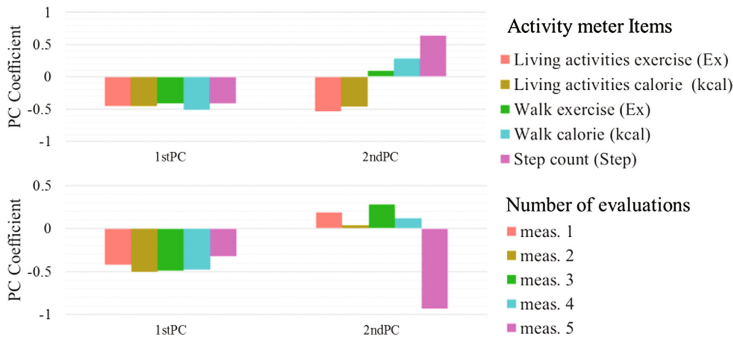 1
0.5
0
-0.5
-1
PC Coefficient
1stPC
2ndPC
Activity meter Items
Living activities exercise (Ex)
Living activities calorie (kcal)
Walk exercise (Ex)
Walk calorie (kcal)
Step count (Step)
0.5
0
-0.5
-1
PC Coefficient
1stPC
2ndPC
Number of evaluations
meas. 1
meas. 2
meas. 3
meas. 4
meas. 5